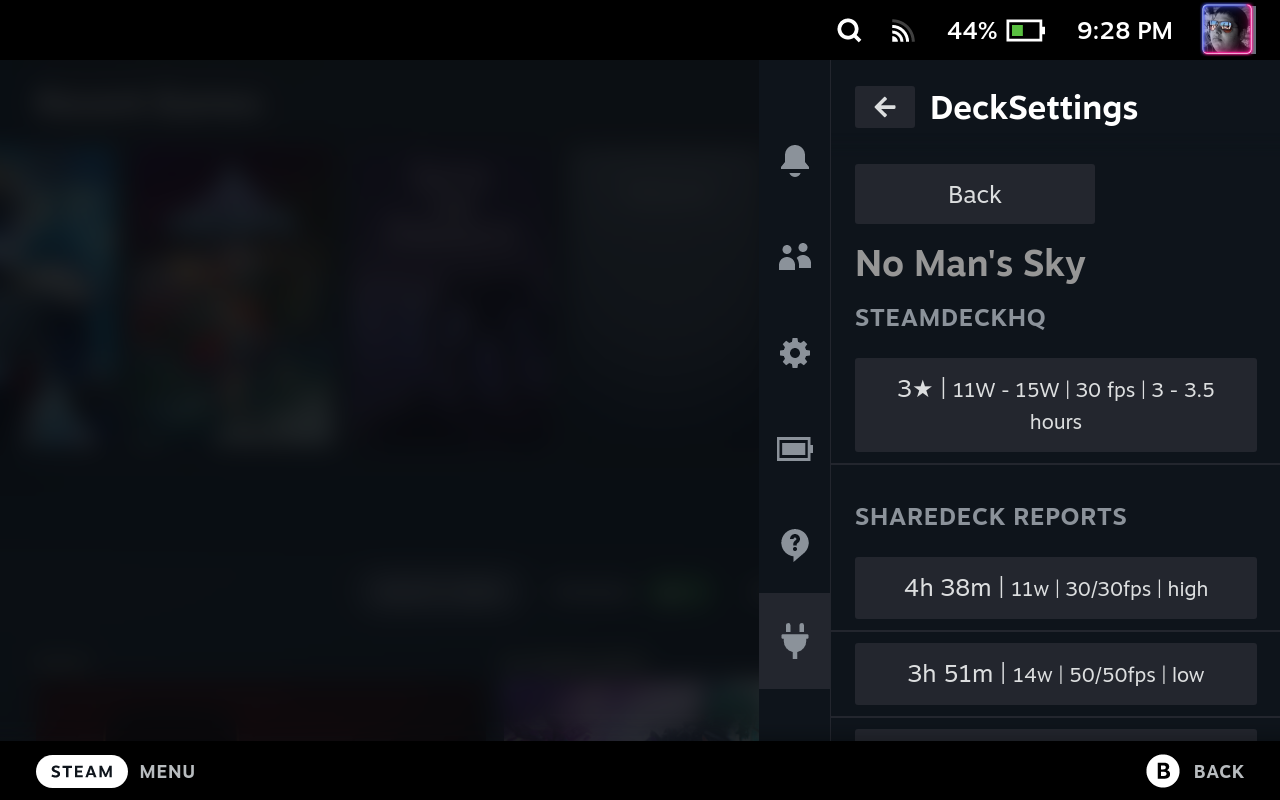 44%
9:28 PM
DeckSettings
Back
No Man's Sky
STEAMDECKHQ
3★ | 11W - 15W | 30 fps | 3 - 3.5
hours
SHAREDECK REPORTS
4h 38m | 11w | 30/30fps | high
3h 51m | 14w | 50/50fps | low
STEAM MENU
B BACK